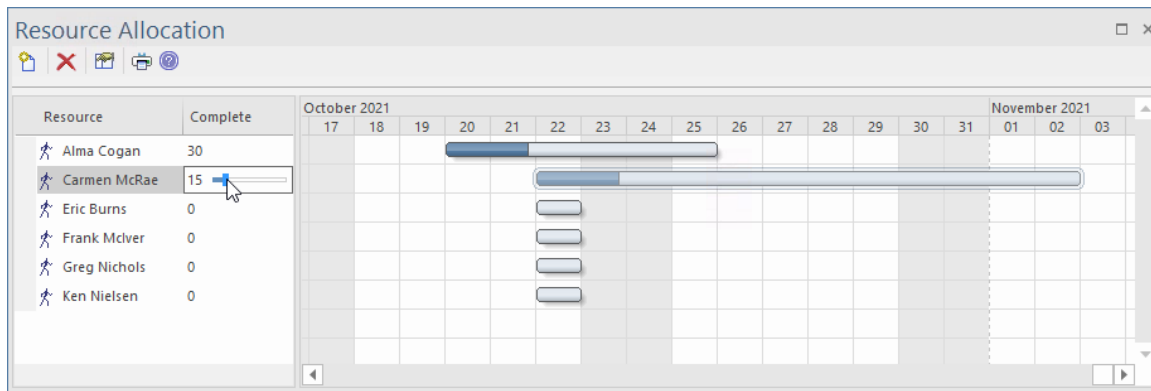 Resource Allocation
Resource Complete
October 2021 November 2021
17 18 19 20 21 22 23 24 25 26 27 28 29 30 31 01 02 03
Alma Cogan 30
Carmen McRae 15
Eric Burns 0
Frank McIver 0
Greg Nichols 0
Ken Nielsen 0